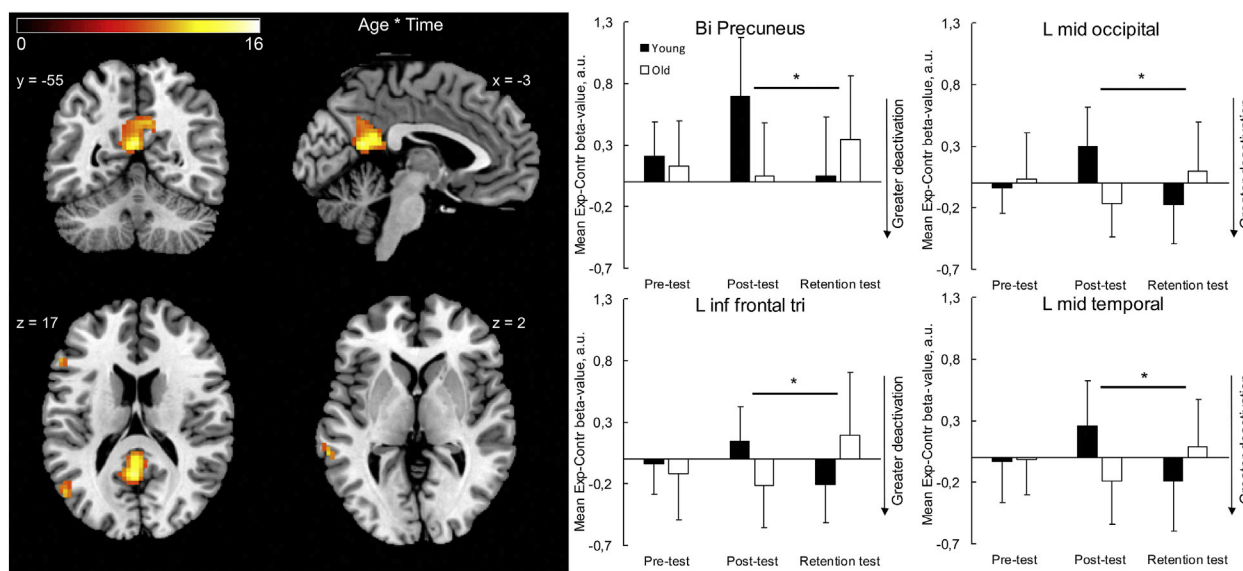 Age * Time
0 16
y = -55
x = -3
z = 17
z = 2
Bi Precuneus
Mean Exp-Contr beta-value, a.u.
1,3
0,8
0,3
-0,2
-0,7
Young
Old
*
Greater deactivation
Pre-test Post-test Retention test
L mid occipital
Mean Exp-Contr beta-value, a.u.
1,3
0,8
0,3
-0,2
-0,7
*
Greater deactivation
Pre-test Post-test Retention test
L inf frontal tri
Mean Exp-Contr beta-value, a.u.
1,3
0,8
0,3
-0,2
-0,7
*
Greater deactivation
Pre-test Post-test Retention test
L mid temporal
Mean Exp-Contr beta-value, a.u.
1,3
0,8
0,3
-0,2
-0,7
*
Greater deactivation
Pre-test Post-test Retention test